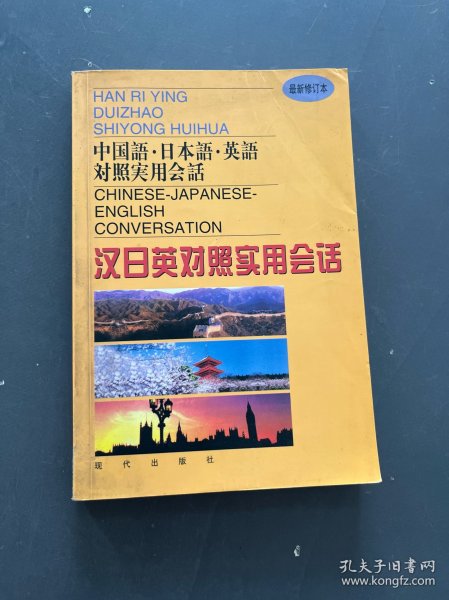 最新修订本
HAN RI YING
DUIZHAO
SHIYONG HUIHUA
中国語·日本語·英語
対照実用会話
CHINESE-JAPANESE-
ENGLISH
CONVERSATION
汉日英对照实用会话
现代出版社
孔夫子旧书网
www.kongfz.com